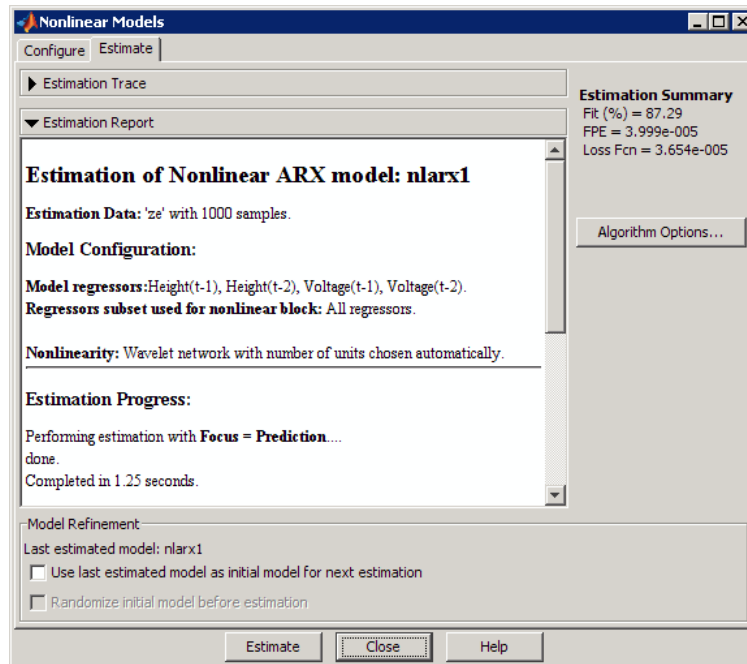 Nonlinear Models
Configure Estimate
Estimation Trace
Estimation Report
Estimation of Nonlinear ARX model: nlarx1
Estimation Data: 'ze' with 1000 samples.
Model Configuration:
Model regressors:Height(t-1), Height(t-2), Voltage(t-1), Voltage(t-2).
Regressors subset used for nonlinear block: All regressors.
Nonlinearity: Wavelet network with number of units chosen automatically.
Estimation Progress:
Performing estimation with Focus = Prediction....
done.
Completed in 1.25 seconds.
Estimation Summary
Fit (%) = 87.29
FPE = 3.999e-005
Loss Fcn = 3.654e-005
Algorithm Options...
Model Refinement
Last estimated model: nlarx1
Use last estimated model as initial model for next estimation
Randomize initial model before estimation
Estimate Close Help